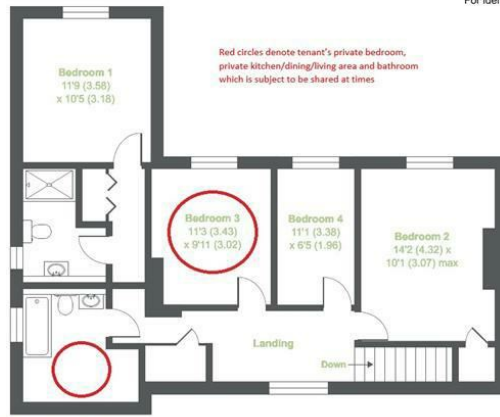 For ider
Red circles denote tenant's private bedroom,
private kitchen/dining/living area and bathroom
which is subject to be shared at times
Bedroom 1
11'9 (3.58)
x 10'5 (3.18)
Bedroom 3
11'3 (3.43)
x 9'11 (3.02)
Bedroom 4
11'1 (3.38)
x 6'5 (1.96)
Bedroom 2
14'2 (4.32) x
10'1 (3.07) max
Landing
Down